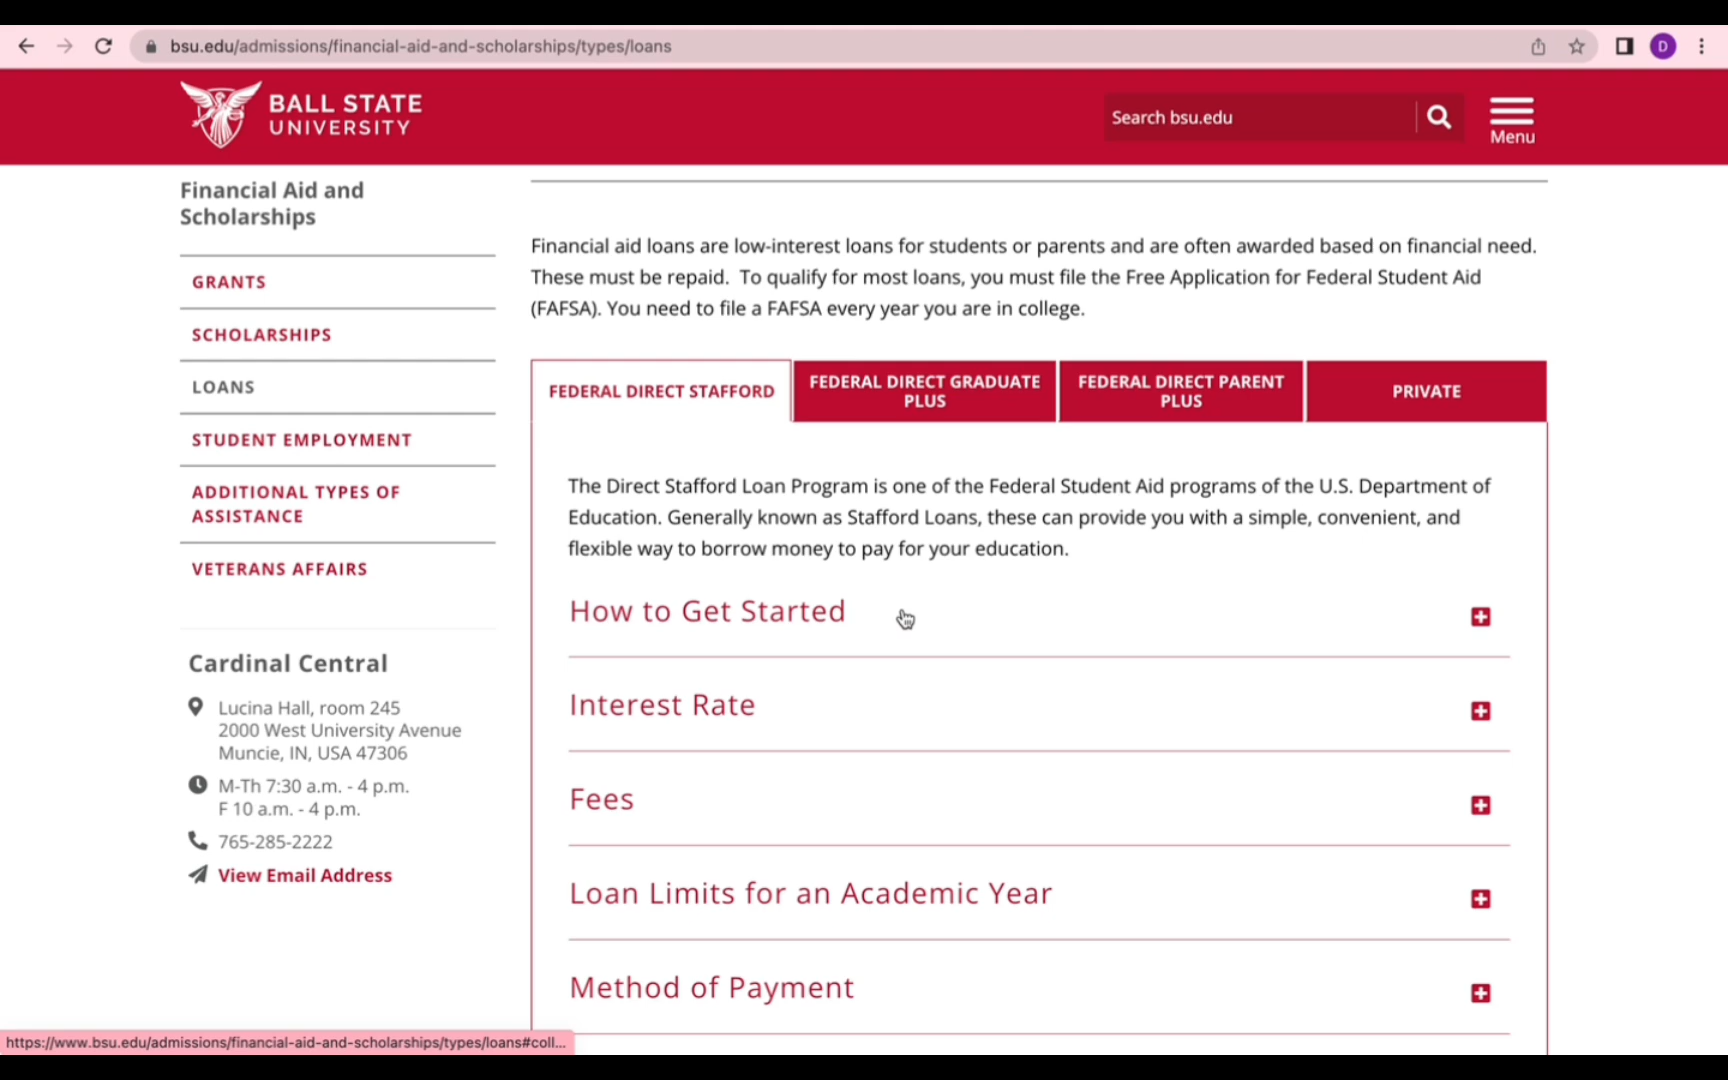 bsu.edu/admissions/financial-aid-and-scholarships/types/loans
D
BALL STATE
UNIVERSITY
Search bsu.edu
Menu
Financial Aid and
Scholarships
GRANTS
SCHOLARSHIPS
LOANS
STUDENT EMPLOYMENT
ADDITIONAL TYPES OF
ASSISTANCE
VETERANS AFFAIRS
Cardinal Central
Lucina Hall, room 245
2000 West University Avenue
Muncie, IN, USA 47306
M-Th 7:30 a.m. - 4 p.m.
F 10 a.m. - 4 p.m.
765-285-2222
View Email Address
Financial aid loans are low-interest loans for students or parents and are often awarded based on financial need.
These must be repaid.  To qualify for most loans, you must file the Free Application for Federal Student Aid
(FAFSA). You need to file a FAFSA every year you are in college.
FEDERAL DIRECT STAFFORD
FEDERAL DIRECT GRADUATE
PLUS
FEDERAL DIRECT PARENT
PLUS
PRIVATE
The Direct Stafford Loan Program is one of the Federal Student Aid programs of the U.S. Department of
Education. Generally known as Stafford Loans, these can provide you with a simple, convenient, and
flexible way to borrow money to pay for your education.
How to Get Started
Interest Rate
Fees
Loan Limits for an Academic Year
Method of Payment
https://www.bsu.edu/admissions/financial-aid-and-scholarships/types/loans#coll...